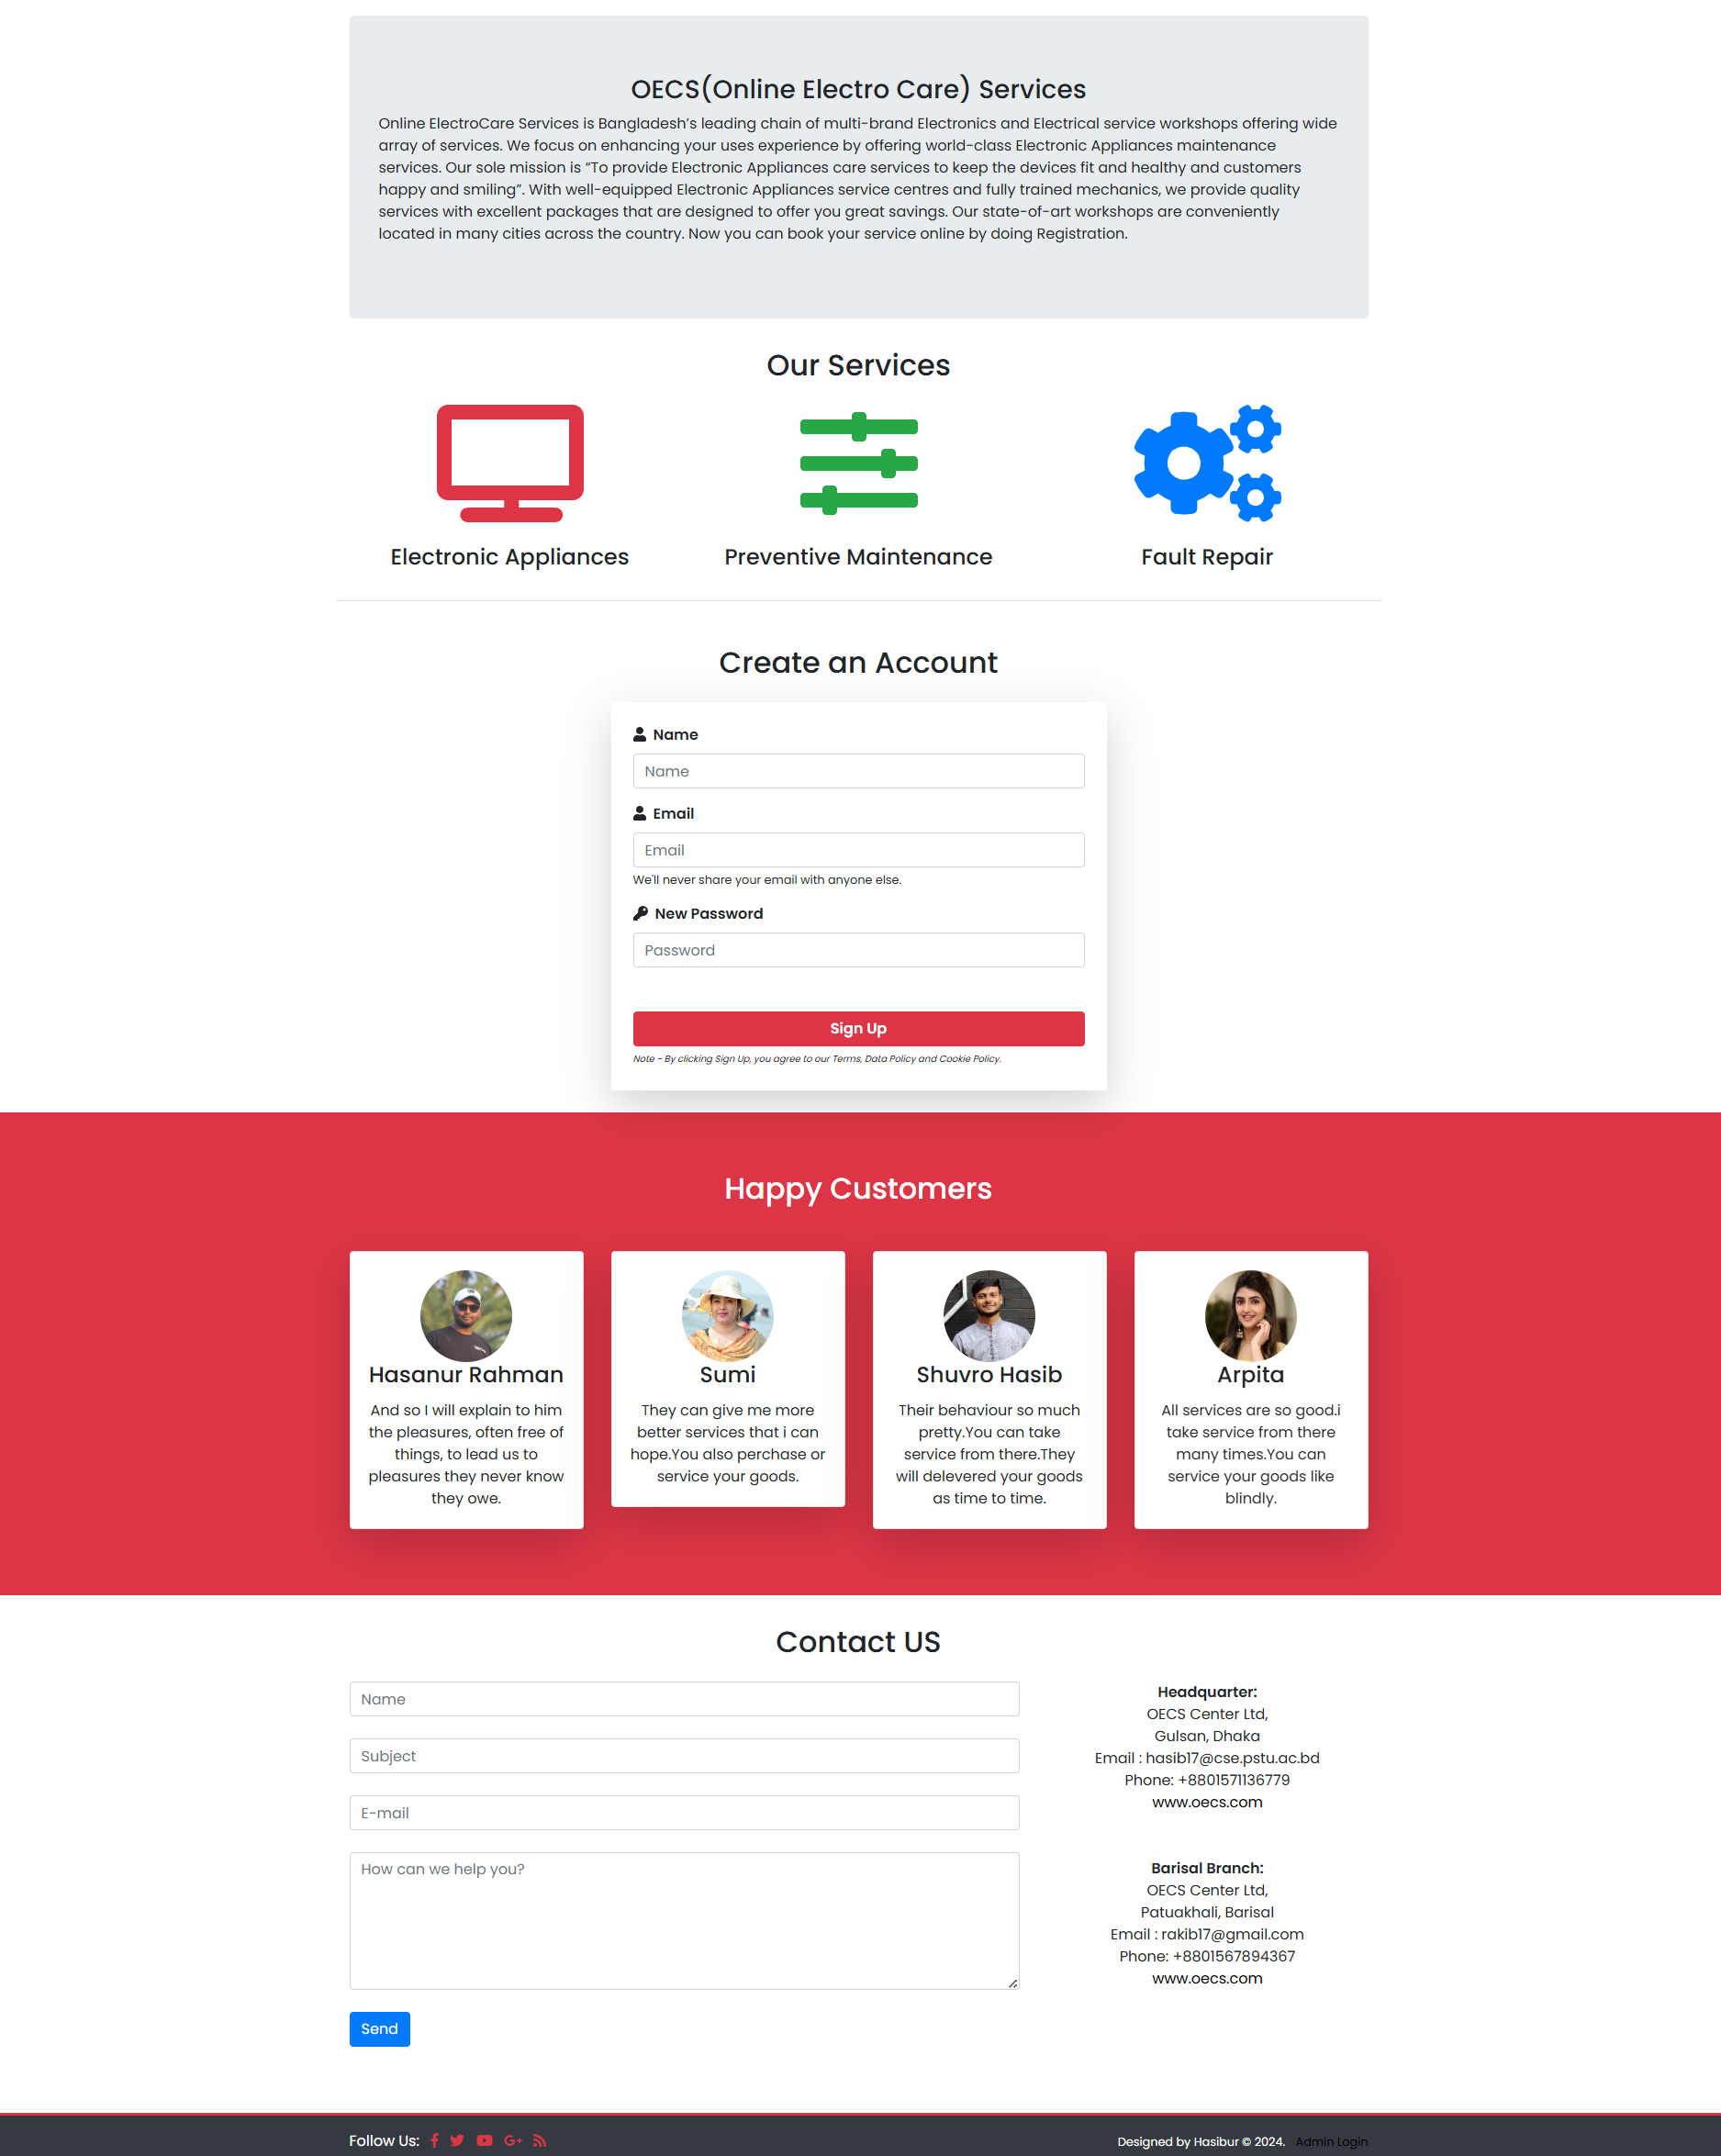 OECS(Online Electro Care) Services
Online ElectroCare Services is Bangladesh’s leading chain of multi-brand Electronics and Electrical service workshops offering wide
array of services. We focus on enhancing your uses experience by offering world-class Electronic Appliances maintenance
services. Our sole mission is “To provide Electronic Appliances care services to keep the devices fit and healthy and customers
happy and smiling”. With well-equipped Electronic Appliances service centres and fully trained mechanics, we provide quality
services with excellent packages that are designed to offer you great savings. Our state-of-art workshops are conveniently
located in many cities across the country. Now you can book your service online by doing Registration.
Our Services
Electronic Appliances
Preventive Maintenance
Fault Repair
Create an Account
Name
Name
Email
Email
We'll never share your email with anyone else.
New Password
Password
Sign Up
Note - By clicking Sign Up, you agree to our Terms, Data Policy and Cookie Policy.
Happy Customers
Hasanur Rahman
And so I will explain to him
the pleasures, often free of
things, to lead us to
pleasures they never know
they owe.
Sumi
They can give me more
better services that i can
hope.You also perchase or
service your goods.
Shuvro Hasib
Their behaviour so much
pretty.You can take
service from there.They
will delevered your goods
as time to time.
Arpita
All services are so good.i
take service from there
many times.You can
service your goods like
blindly.
Contact US
Name
Subject
E-mail
How can we help you?
Send
Headquarter:
OECS Center Ltd,
Gulsan, Dhaka
Email : hasib17@cse.pstu.ac.bd
Phone: +8801571136779
www.oecs.com
Barisal Branch:
OECS Center Ltd,
Patuakhali, Barisal
Email : rakib17@gmail.com
Phone: +8801567894367
www.oecs.com
Follow Us:
Designed by Hasibur © 2024. Admin Login